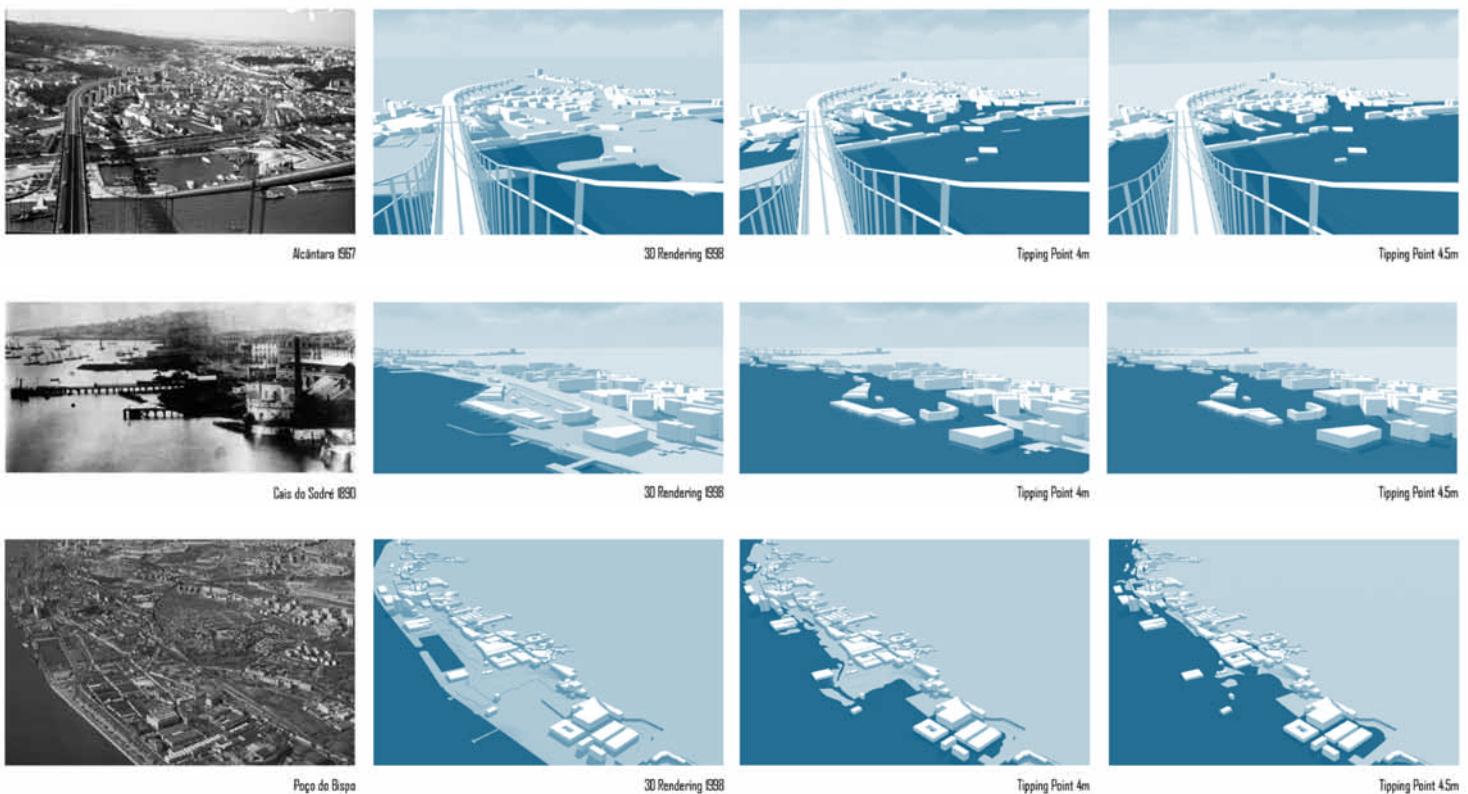 Alcântara 1967
3D Rendering 1998
Tipping Point 4m
Tipping Point 4.5m
Cais do Sodré 1890
3D Rendering 1998
Tipping Point 4m
Tipping Point 4.5m
Poço do Bispo
3D Rendering 1998
Tipping Point 4m
Tipping Point 4.5m